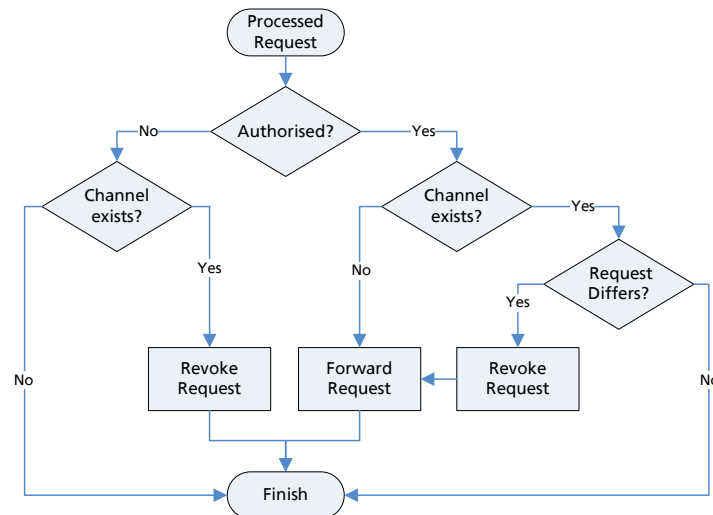 Processed
Request
Authorised?
No
Yes
Channel
exists?
Channel
exists?
Yes
Yes
No
Request
Differs?
Yes
Revoke
Request
Forward
Request
Revoke
Request
No
No
Finish